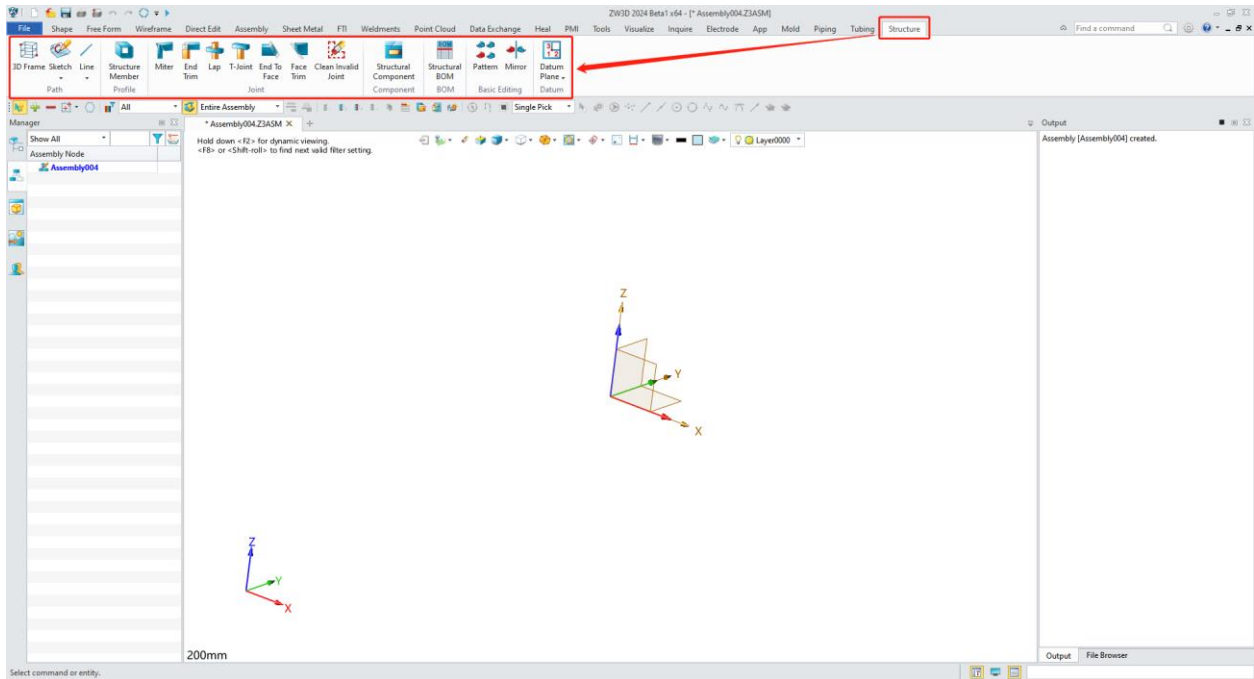 ZW3D 2024 Beta1 x64 - [* Assembly004.Z3ASM]
File Shape Free Form Wireframe Direct Edit Assembly Sheet Metal FTI Weldments Point Cloud Data Exchange Heal PMI Tools Visualize Inquire Electrode App Mold Piping Tubing Structure Find a command
3D Frame Sketch Line Structure Member Miter End Trim Lap T-Joint End To Face Face Trim Clean Invalid Joint Structural Component Structural BOM Pattern Mirror Datum Plane
Path Profile Joint Component BOM Basic Editing Datum
All Entire Assembly Single Pick
Manager * Assembly004.Z3ASM Output
Show All
Assembly Node
Assembly004
Hold down <F2> for dynamic viewing.
<F8> or <Shift-roll> to find next valid filter setting.
Layer0000
Assembly [Assembly004] created.
Z
Y
X
Z
Y
X
200mm
Output File Browser
Select command or entity.